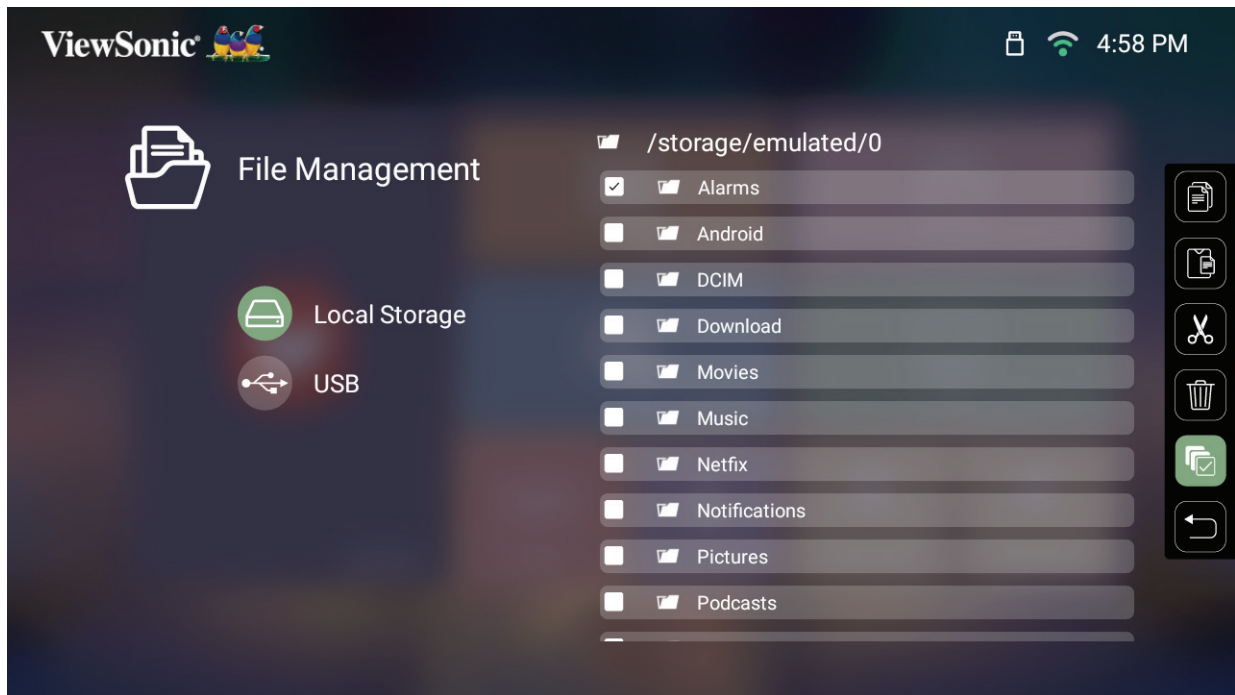 ViewSonic®
4:58 PM
File Management
Local Storage
USB
/storage/emulated/0
Alarms
Android
DCIM
Download
Movies
Music
Netfix
Notifications
Pictures
Podcasts